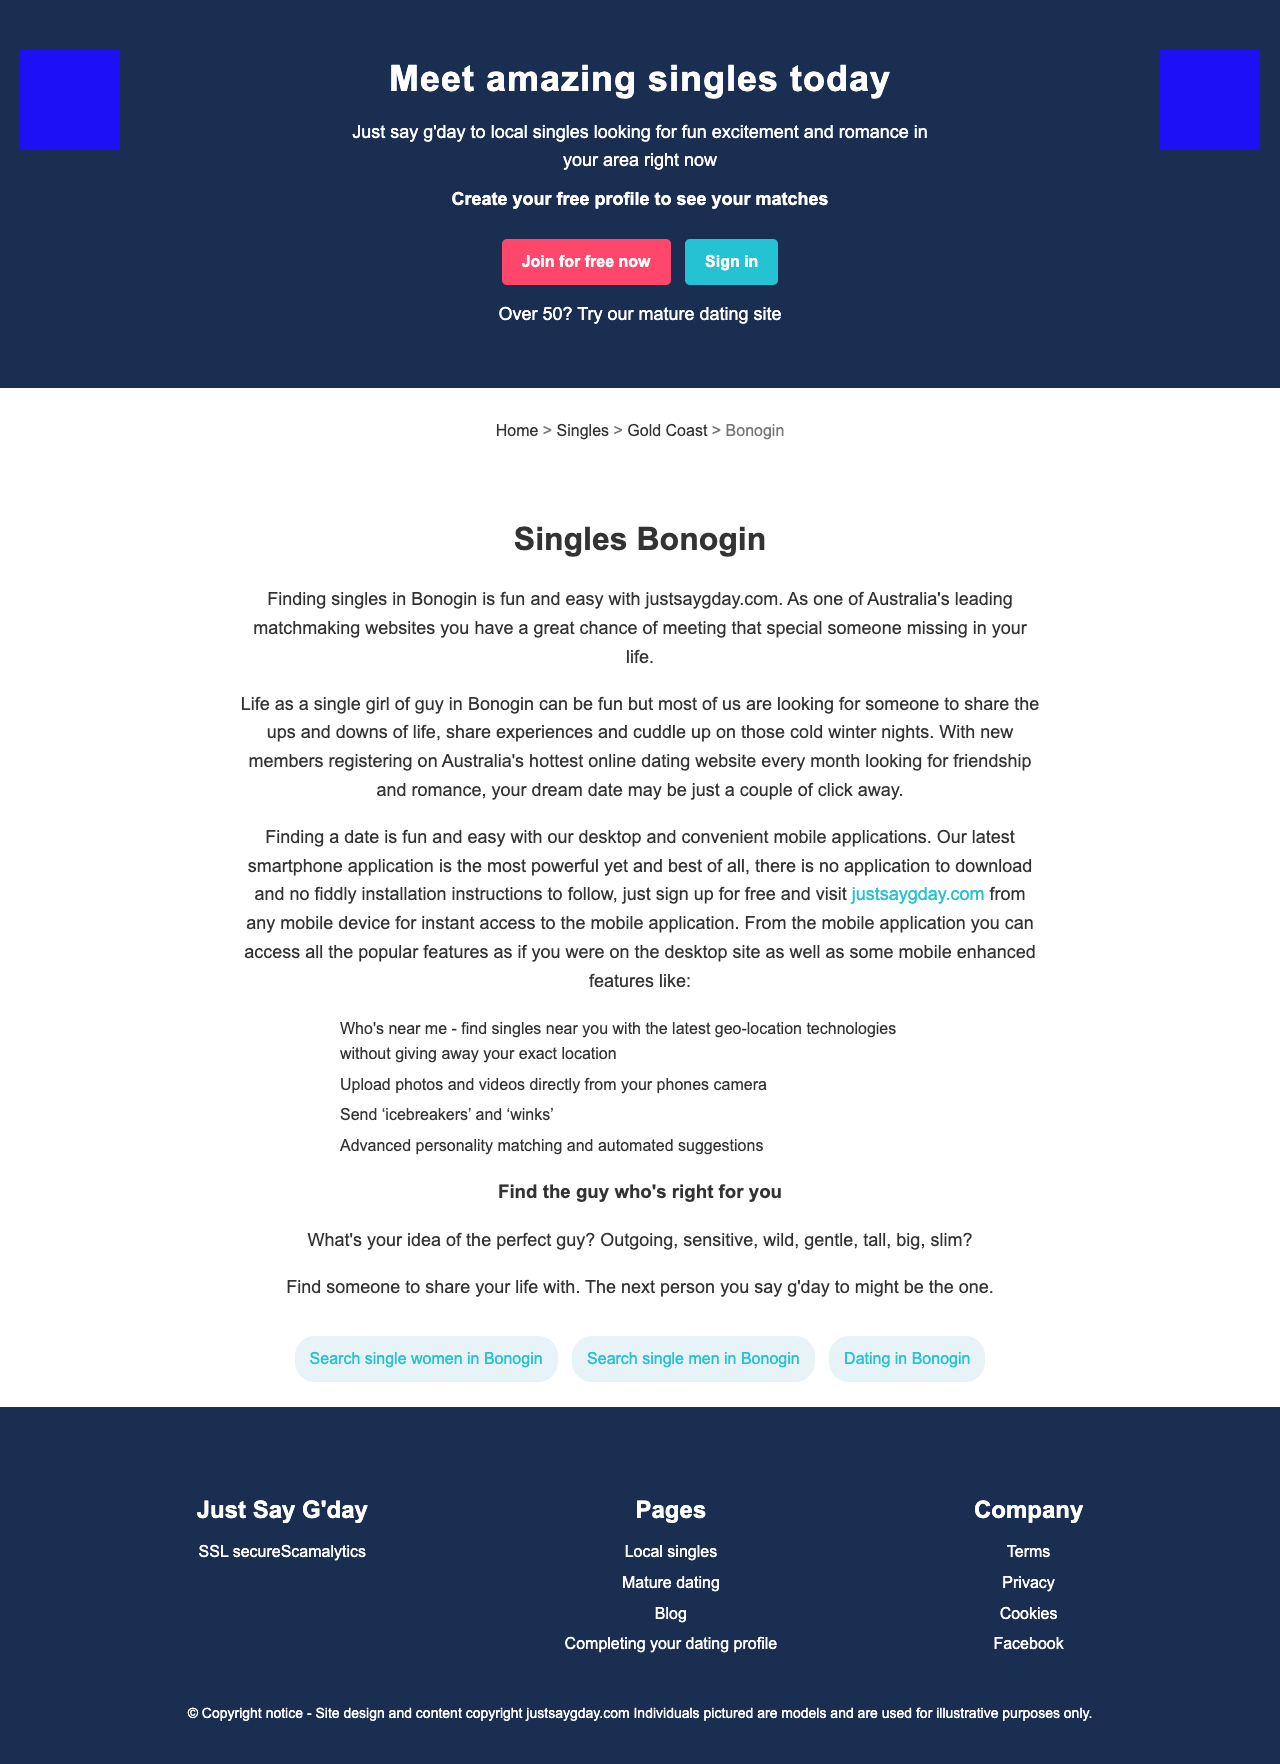 Meet amazing singles today
Just say g'day to local singles looking for fun excitement and romance in
your area right now
Create your free profile to see your matches
Join for free now
Sign in
Over 50? Try our mature dating site
Home > Singles > Gold Coast > Bonogin
Singles Bonogin
Finding singles in Bonogin is fun and easy with justsaygday.com. As one of Australia's leading
matchmaking websites you have a great chance of meeting that special someone missing in your
life.
Life as a single girl of guy in Bonogin can be fun but most of us are looking for someone to share the
ups and downs of life, share experiences and cuddle up on those cold winter nights. With new
members registering on Australia's hottest online dating website every month looking for friendship
and romance, your dream date may be just a couple of click away.
Finding a date is fun and easy with our desktop and convenient mobile applications. Our latest
smartphone application is the most powerful yet and best of all, there is no application to download
and no fiddly installation instructions to follow, just sign up for free and visit justsaygday.com from
any mobile device for instant access to the mobile application. From the mobile application you can
access all the popular features as if you were on the desktop site as well as some mobile enhanced
features like:
Who's near me - find singles near you with the latest geo-location technologies
without giving away your exact location
Upload photos and videos directly from your phones camera
Send ‘icebreakers’ and ‘winks’
Advanced personality matching and automated suggestions
Find the guy who's right for you
What's your idea of the perfect guy? Outgoing, sensitive, wild, gentle, tall, big, slim?
Find someone to share your life with. The next person you say g'day to might be the one.
Search single women in Bonogin
Search single men in Bonogin
Dating in Bonogin
Just Say G'day
SSL secureScamalytics
Pages
Local singles
Mature dating
Blog
Completing your dating profile
Company
Terms
Privacy
Cookies
Facebook
© Copyright notice - Site design and content copyright justsaygday.com Individuals pictured are models and are used for illustrative purposes only.